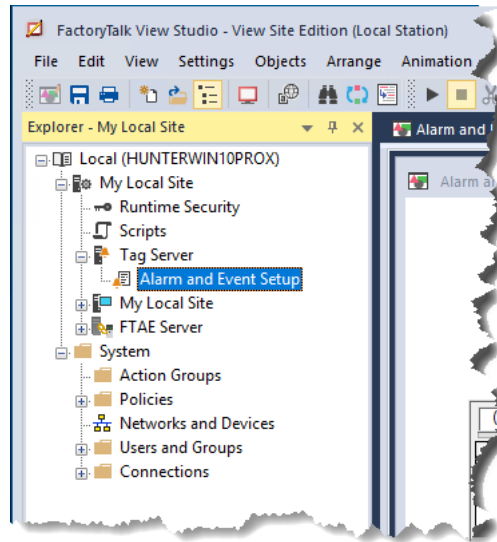 FactoryTalk View Studio - View Site Edition (Local Station)
File Edit View Settings Objects Arrange Animation
Explorer - My Local Site
Alarm and
Local (HUNTERWIN10PROX)
My Local Site
Alarm
Runtime Security
Scripts
Tag Server
Alarm and Event Setup
My Local Site
FTAE Server
System
Action Groups
Policies
Networks and Devices
Users and Groups
Connections